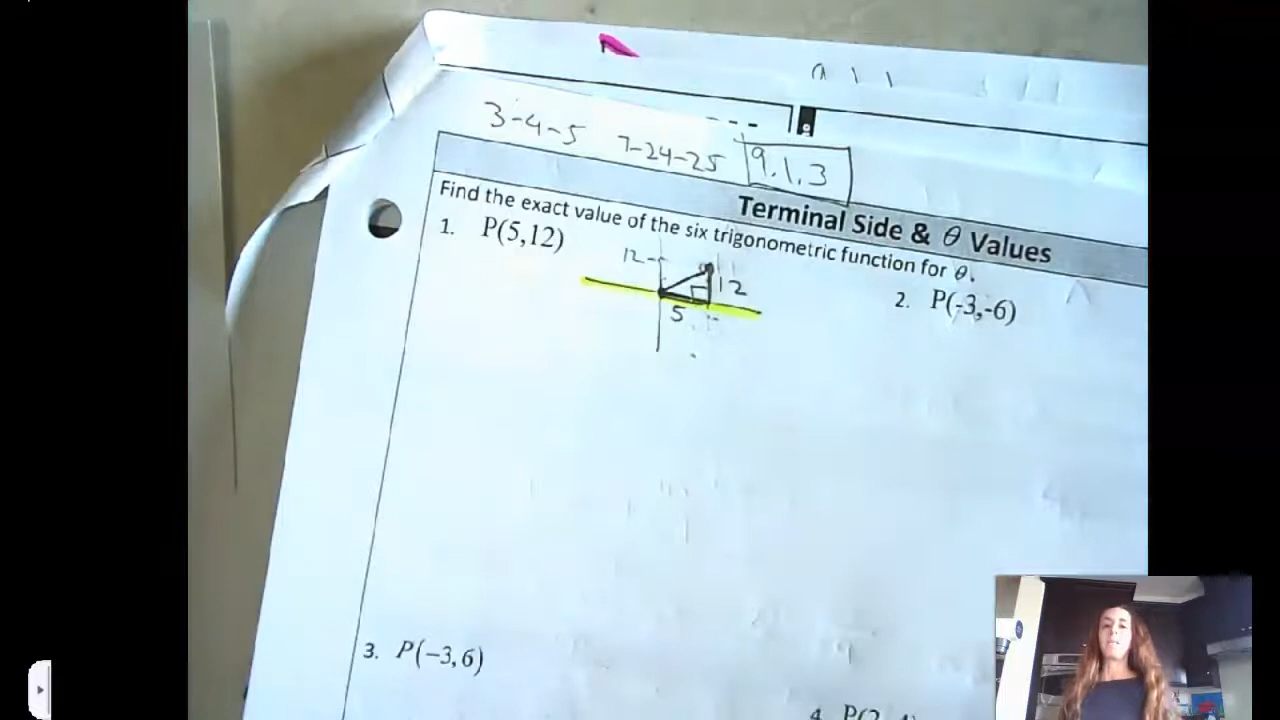 3-4-5 7-24-25 9.1.3
Terminal Side & θ Values
Find the exact value of the six trigonometric function for θ.
1. P(5,12)
12
12
5
2. P(-3,-6)
3. P(−3,6)
4.